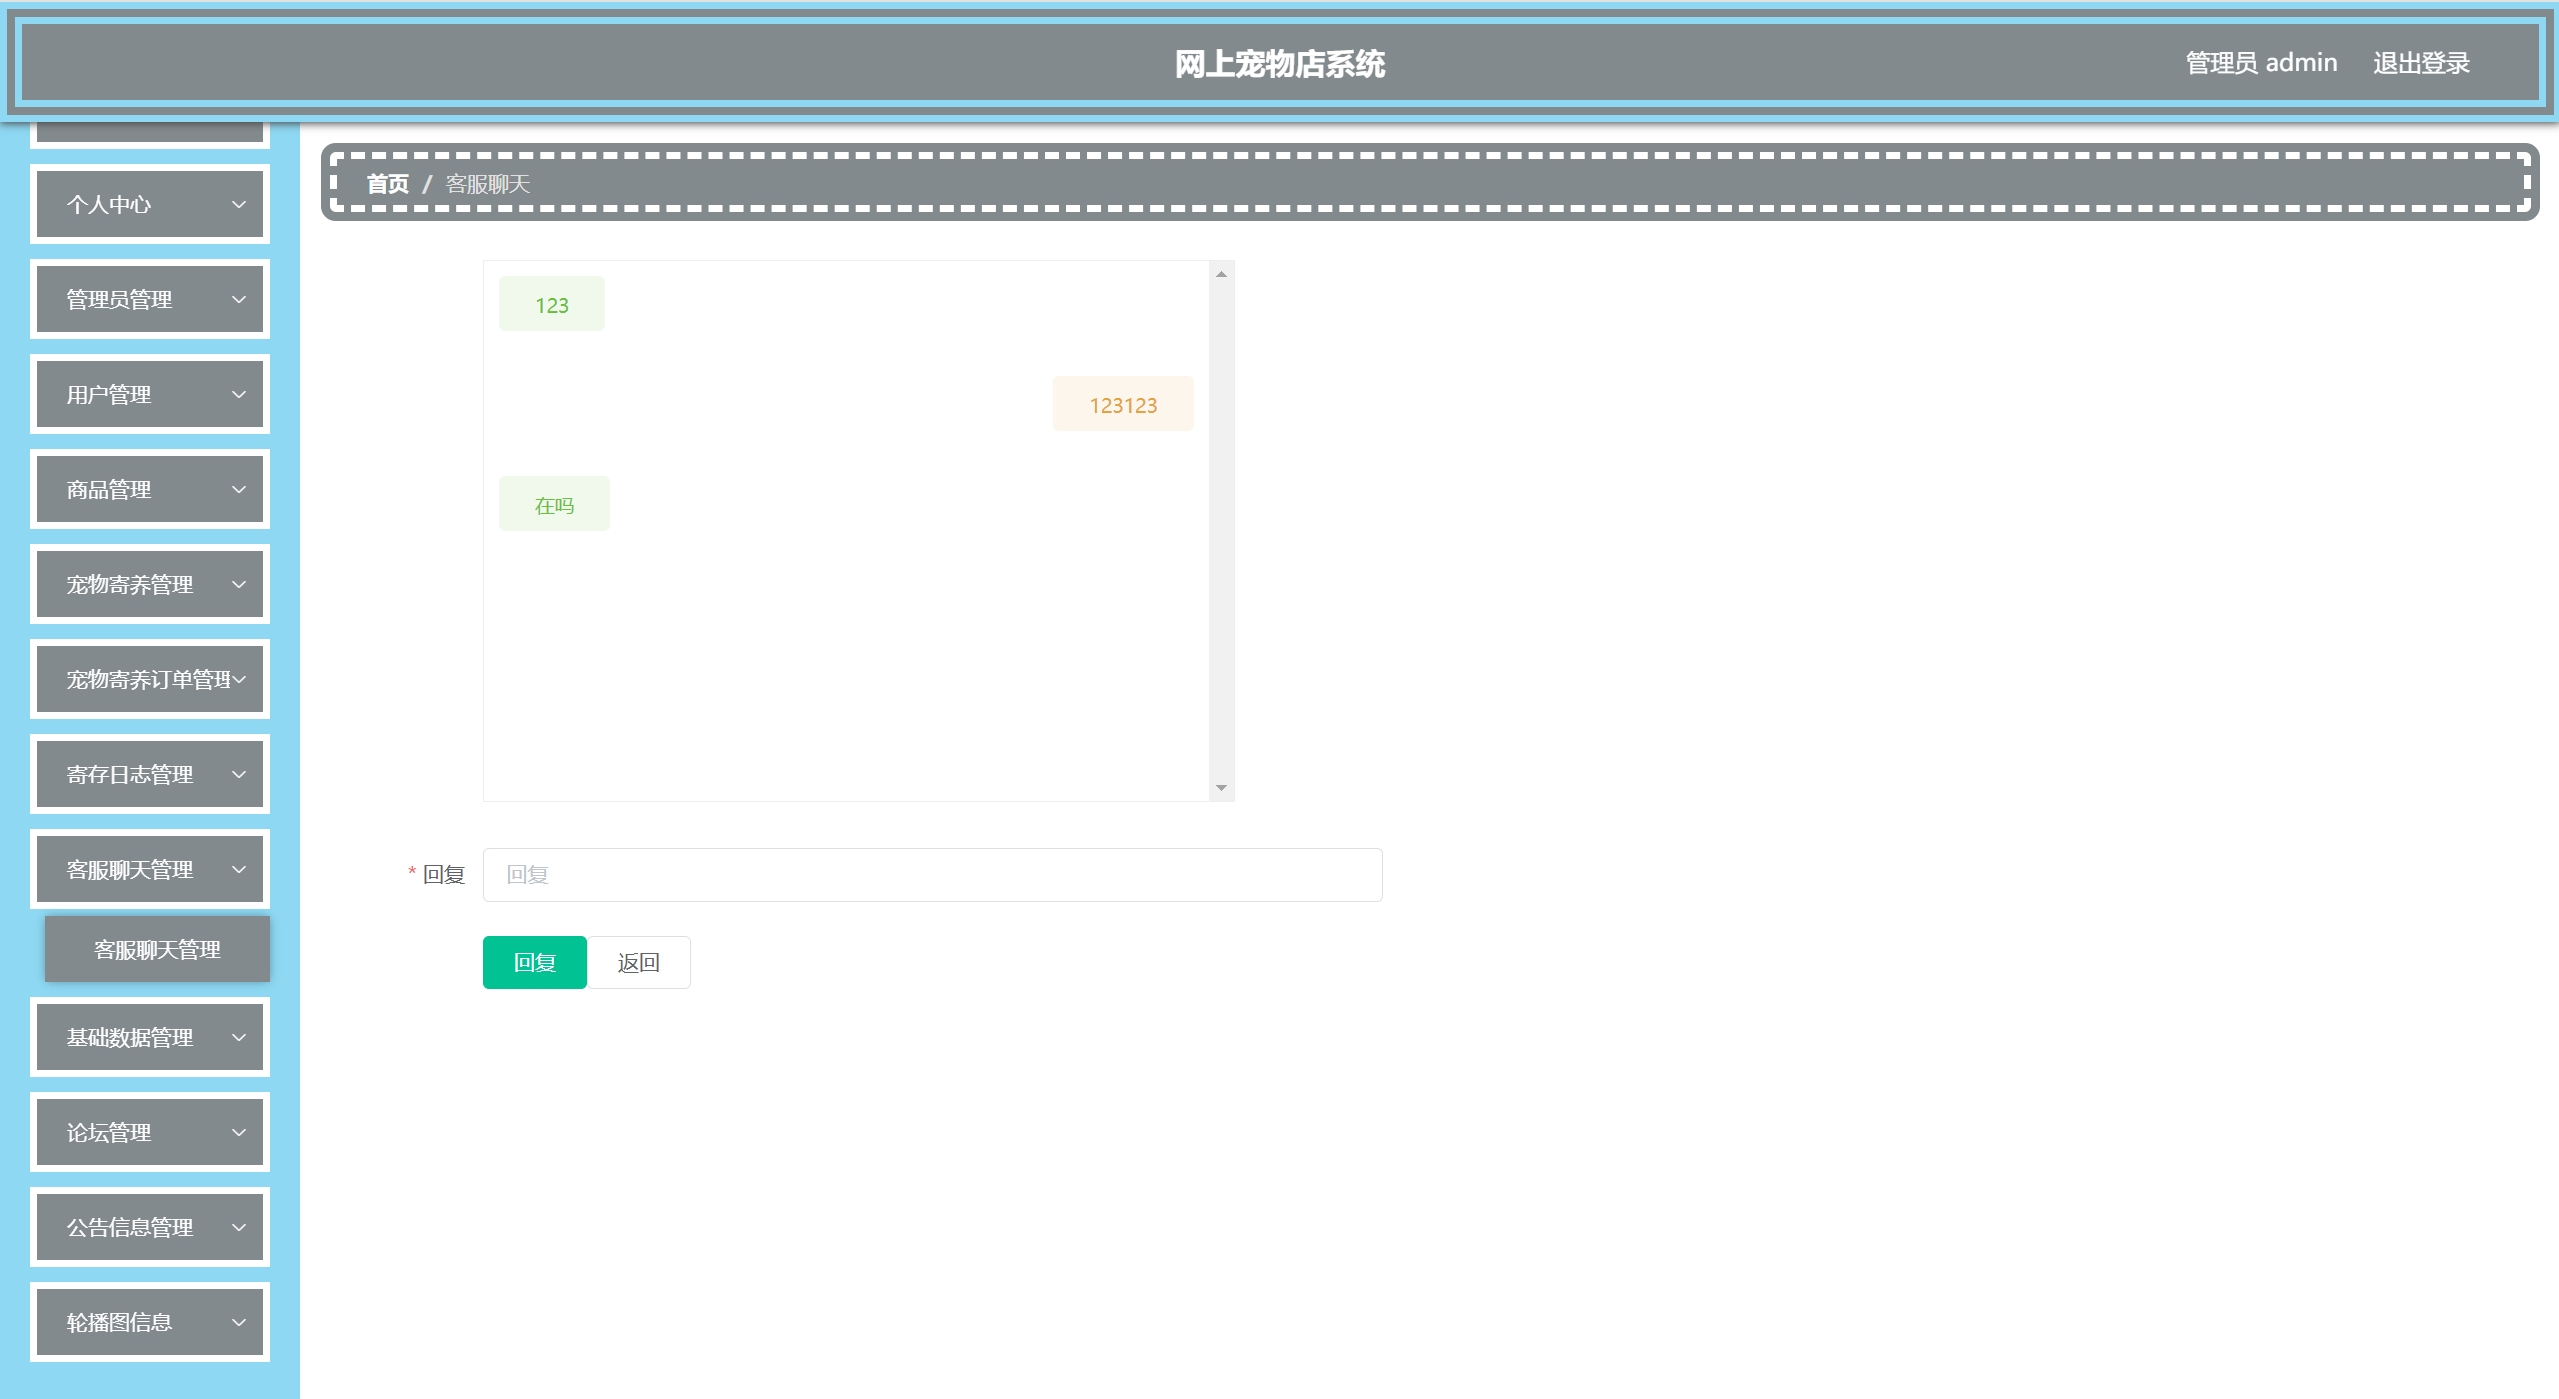 网上宠物店系统
管理员 admin
退出登录
个人中心
管理员管理
用户管理
商品管理
宠物寄养管理
宠物寄养订单管理
寄存日志管理
客服聊天管理
客服聊天管理
基础数据管理
论坛管理
公告信息管理
轮播图信息
首页 / 客服聊天
123
123123
在吗
* 回复
回复
回复
返回